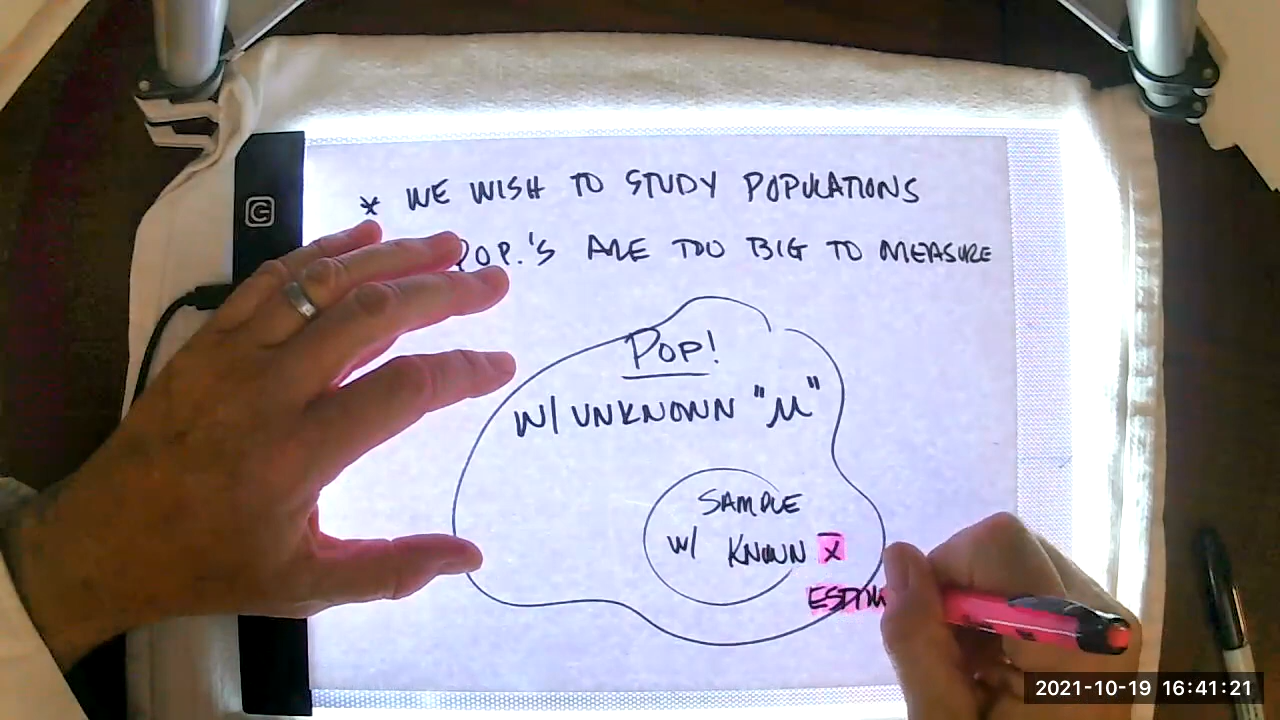 * WE WISH TO STUDY POPULATIONS
POP.'S ARE TOO BIG TO MEASURE
POP!
W/ UNKNOWN "μ"
SAMPLE
W/ KNOWN x̄
2021-10-19 16:41:21